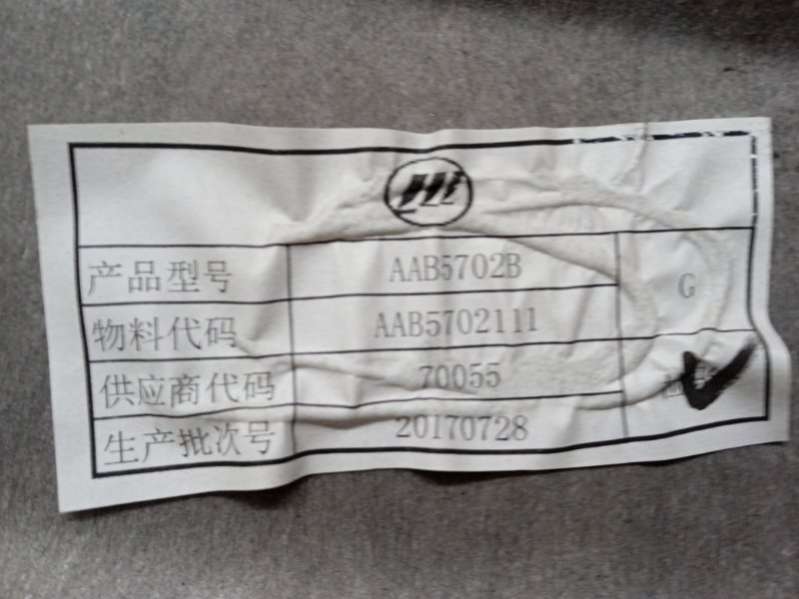 产品型号 AAB5702B G
物料代码 AAB5702111
供应商代码 70055
生产批次号 20170728